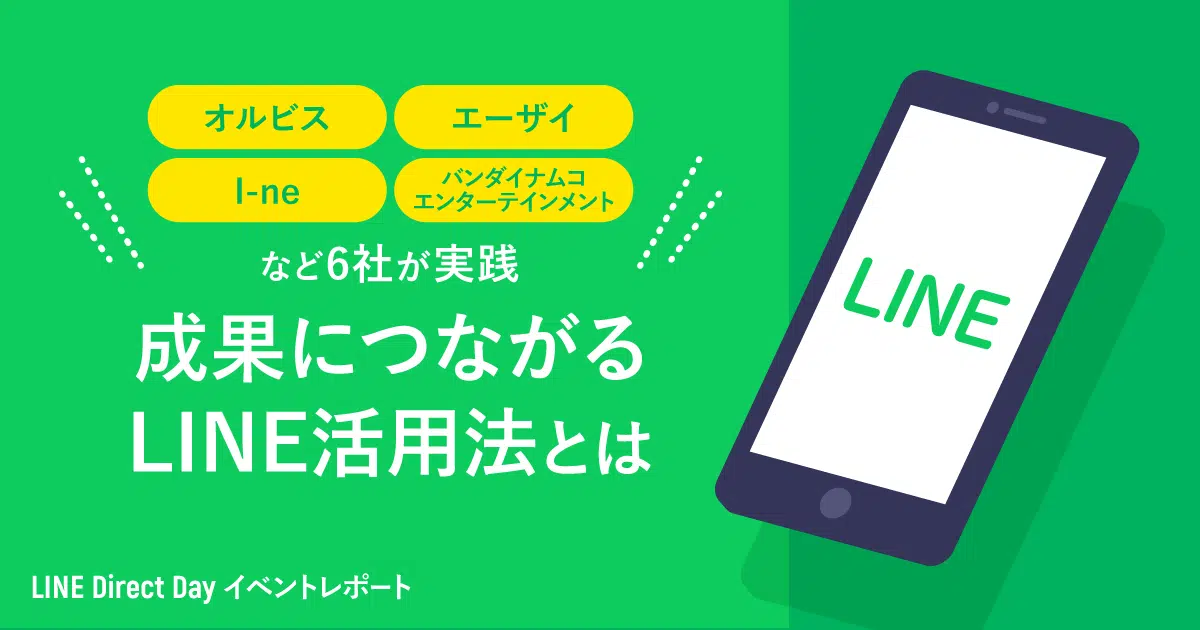 オルビス
エーザイ
I-ne
バンダイナムコ
エンターテインメント
など6社が実践
成果につながる
LINE活用法とは
LINE
LINE Direct Day イベントレポート